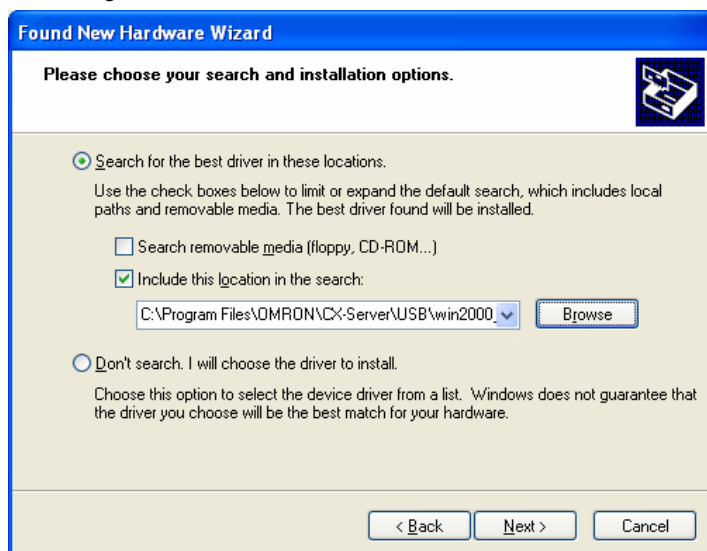 Found New Hardware Wizard
Please choose your search and installation options.
Search for the best driver in these locations.
Use the check boxes below to limit or expand the default search, which includes local
paths and removable media. The best driver found will be installed.
Search removable media (floppy, CD-ROM...)
Include this location in the search:
C:\Program Files\OMRON\CX-Server\USB\win2000_
Browse
Don't search. I will choose the driver to install.
Choose this option to select the device driver from a list. Windows does not guarantee that
the driver you choose will be the best match for your hardware.
< Back
Next >
Cancel